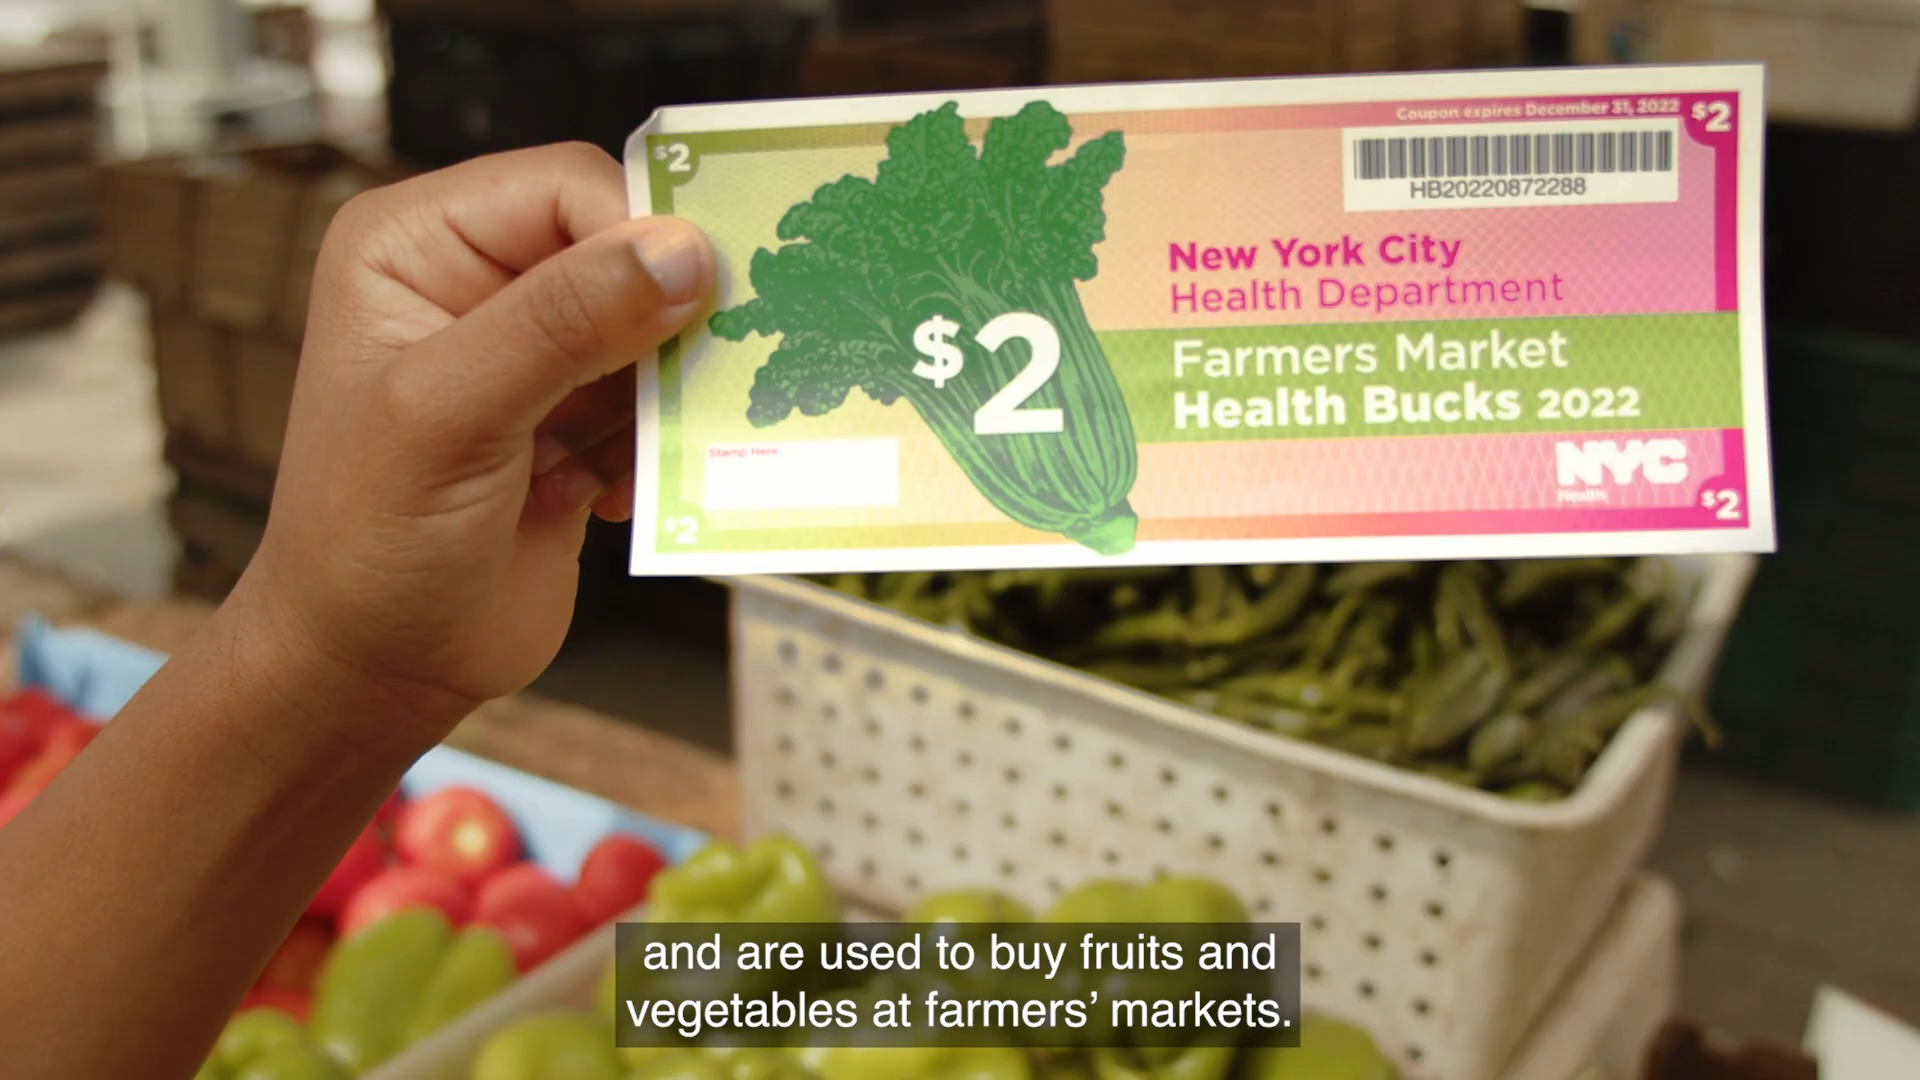 Coupon expires December 31, 2022
$2
$2
HB20220872288
New York City
Health Department
$2
Farmers Market
Health Bucks 2022
Stamp Here
NYC
Health
$2
$2
and are used to buy fruits and
vegetables at farmers’ markets.